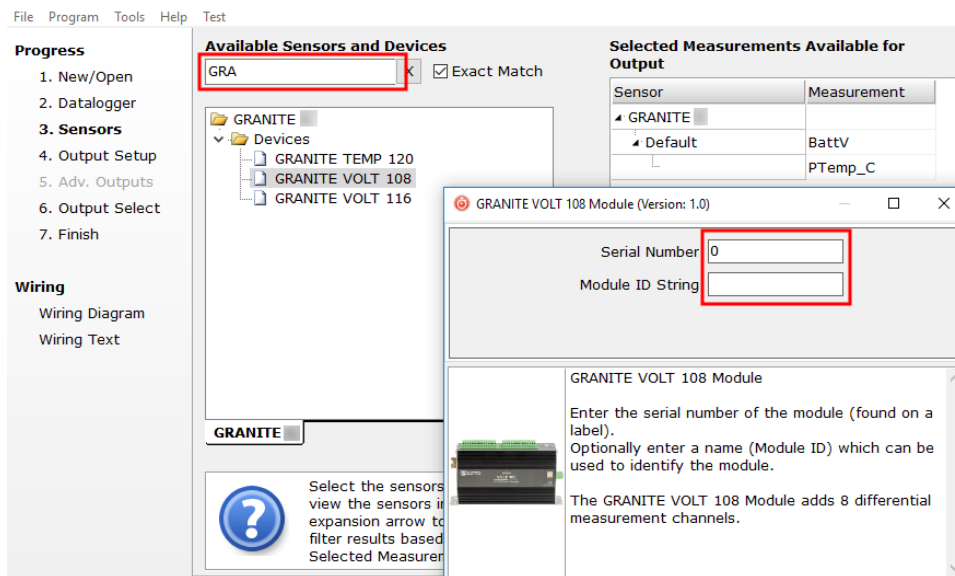 File Program Tools Help Test
Progress
1. New/Open
2. Datalogger
3. Sensors
4. Output Setup
5. Adv. Outputs
6. Output Select
7. Finish
Wiring
Wiring Diagram
Wiring Text
Available Sensors and Devices
GRA X Exact Match
GRANITE
Devices
GRANITE TEMP 120
GRANITE VOLT 108
GRANITE VOLT 116
GRANITE
Select the sensors
view the sensors
expansion arrow to
filter results based
Selected
Selected Measurements Available for
Output
Sensor Measurement
GRANITE
Default BattV
PTemp_C
GRANITE VOLT 108 Module (Version: 1.0)
Serial Number 0
Module ID String
GRANITE VOLT 108 Module
Enter the serial number of the module (found on a
label).
Optionally enter a name (Module ID) which can be
used to identify the module.
The GRANITE VOLT 108 Module adds 8 differential
measurement channels.